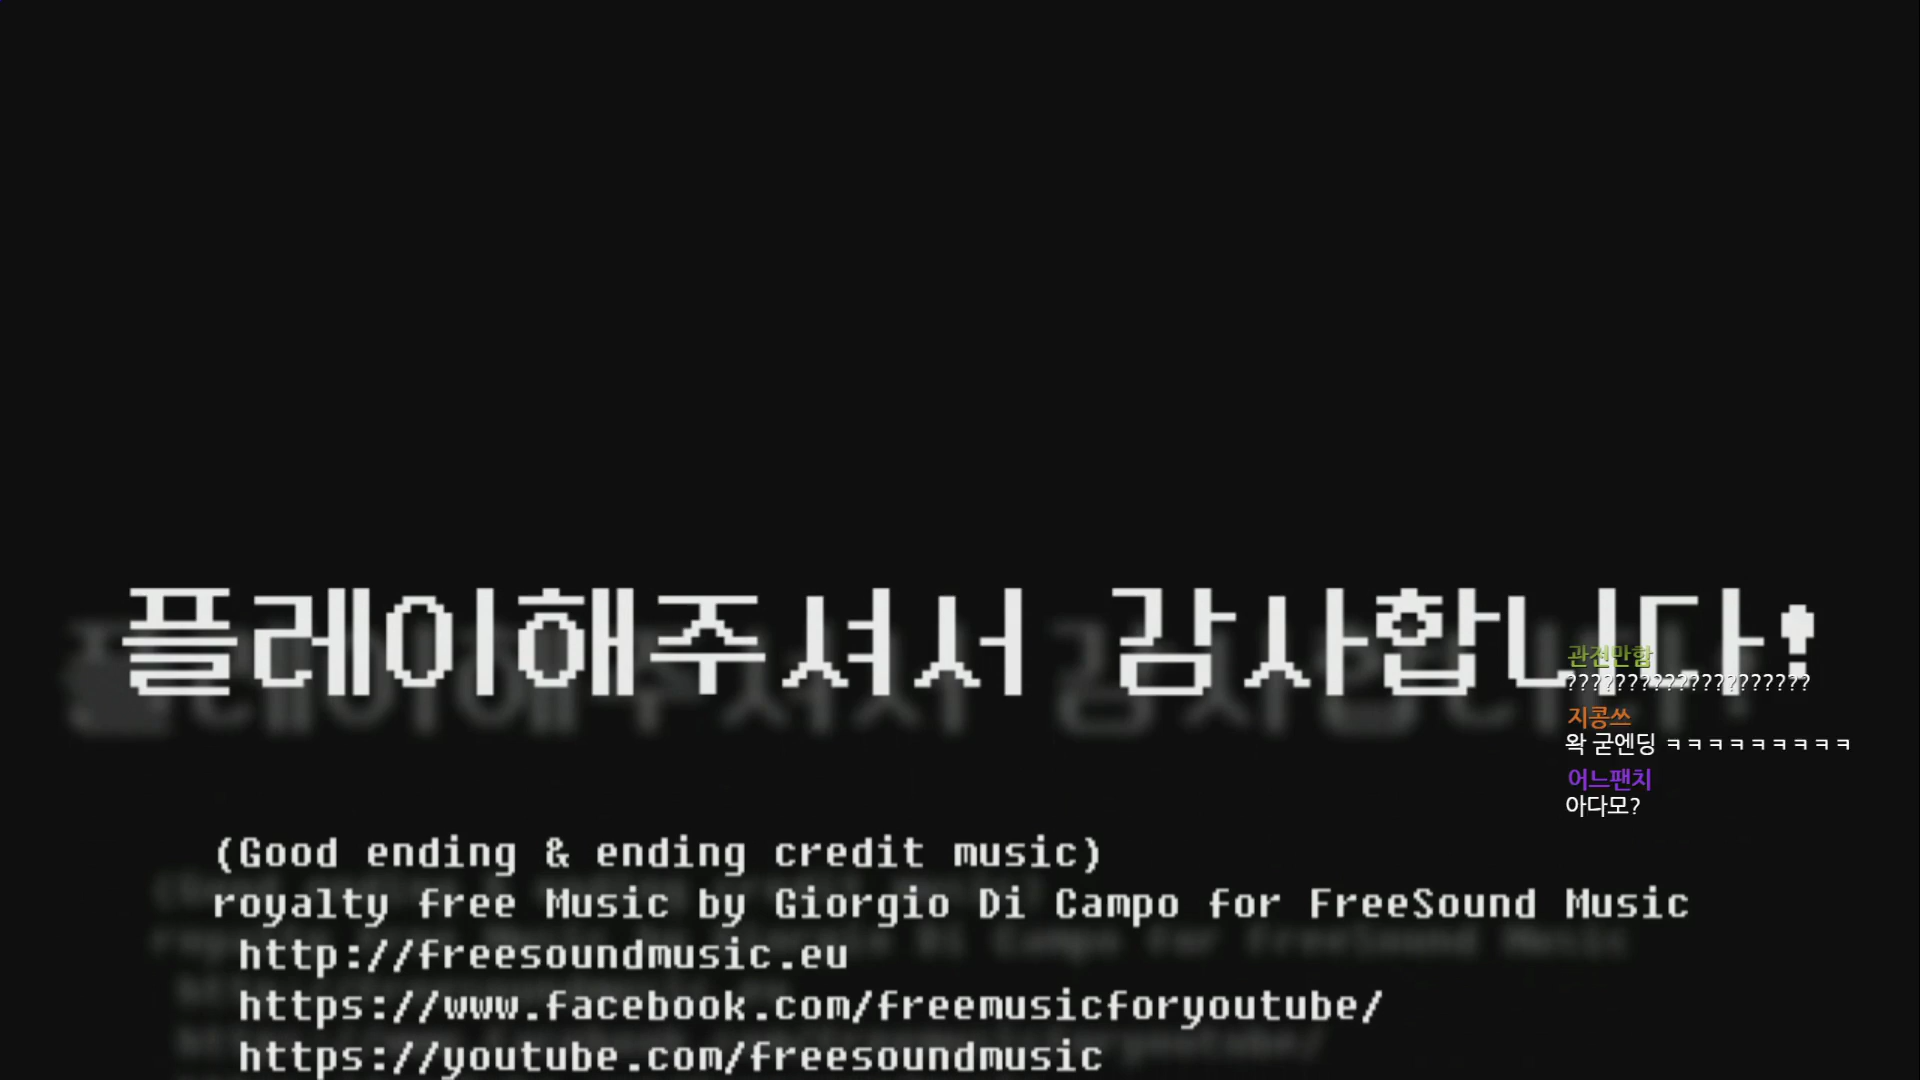 플레이해주셔서 감사합니다!
관전만함
????????????????????
지콩쓰
왁 굳엔딩 ㅋㅋㅋㅋㅋㅋㅋㅋㅋ
어느팬치
아다모?
(Good ending & ending credit music)
royalty free Music by Giorgio Di Campo for FreeSound Music
http://freesoundmusic.eu
https://www.facebook.com/freemusicforyoutube/
https://youtube.com/freesoundmusic